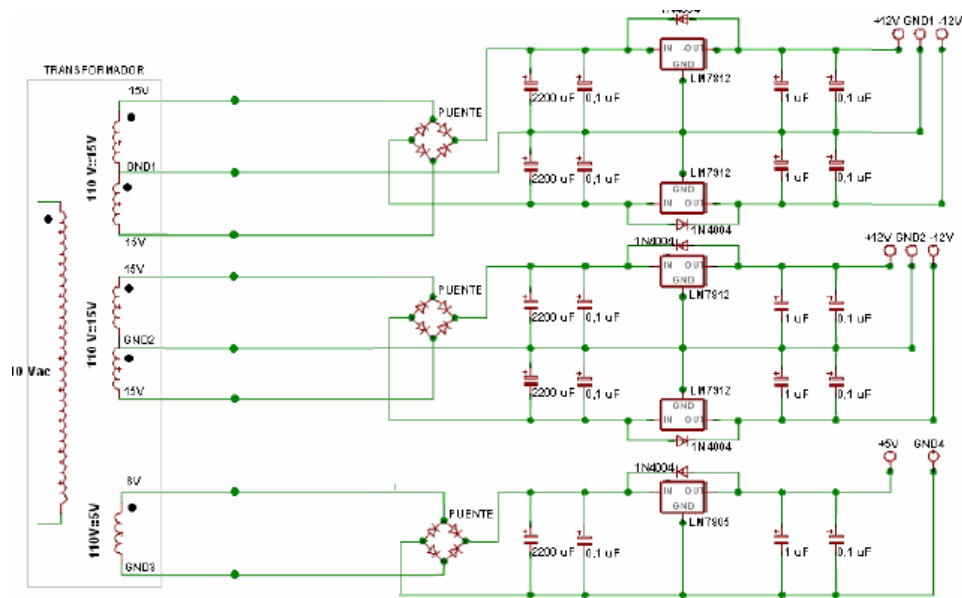 1N4004
+12V GND1 -12V
TRANSFORMADOR
IN OUT
GND
LM7812
15V
PUENTE
2200 uF
0,1 uF
1 uF
0,1 uF
110 V::15V
GND1
2200 uF
0,1 uF
1 uF
0,1 uF
LM7912
GND
IN OUT
15V
1N4004
1N4004
+12V GND2 -12V
15V
PUENTE
IN OUT
GND
LM7812
2200 uF
0,1 uF
1 uF
0,1 uF
110 V::15V
GND2
10 Vac
15V
2200 uF
0,1 uF
1 uF
0,1 uF
LM7912
GND
IN OUT
1N4004
+5V GND4
1N4004
8V
PUENTE
IN OUT
GND
LM7905
110V::5V
2200 uF
0,1 uF
1 uF
0,1 uF
GND3